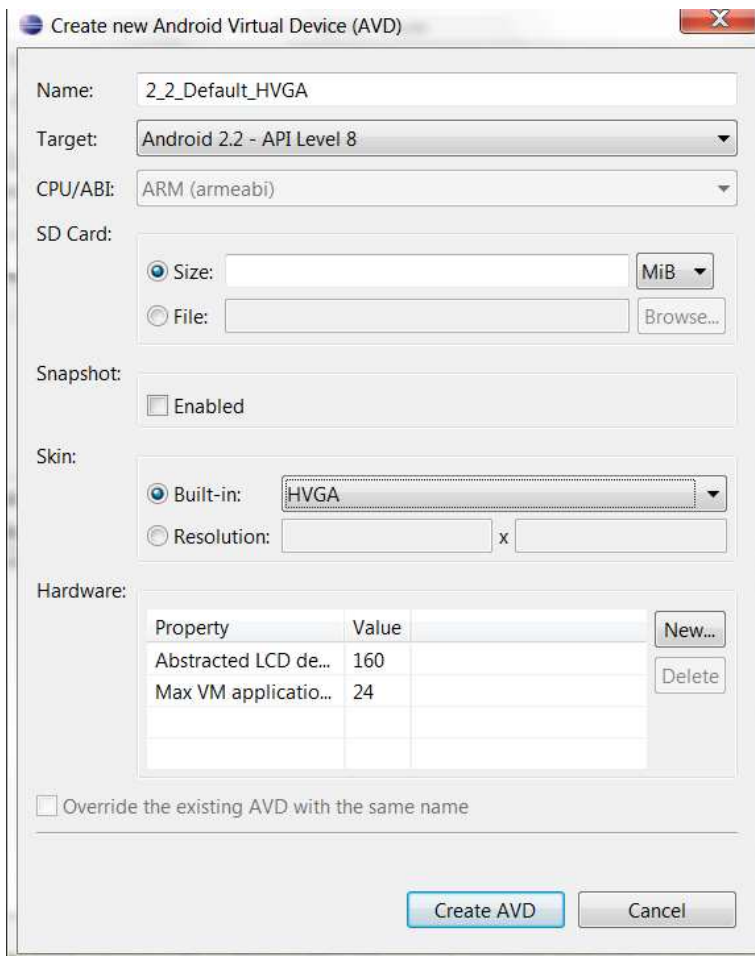 Create new Android Virtual Device (AVD)
X
Name: 2_2_Default_HVGA
Target: Android 2.2 - API Level 8
CPU/ABI: ARM (armeabi)
SD Card:
Size: MiB
File: Browse...
Snapshot:
Enabled
Skin:
Built-in: HVGA
Resolution: x
Hardware:
Property Value New...
Abstracted LCD de... 160 Delete
Max VM applicatio... 24
Override the existing AVD with the same name
Create AVD Cancel